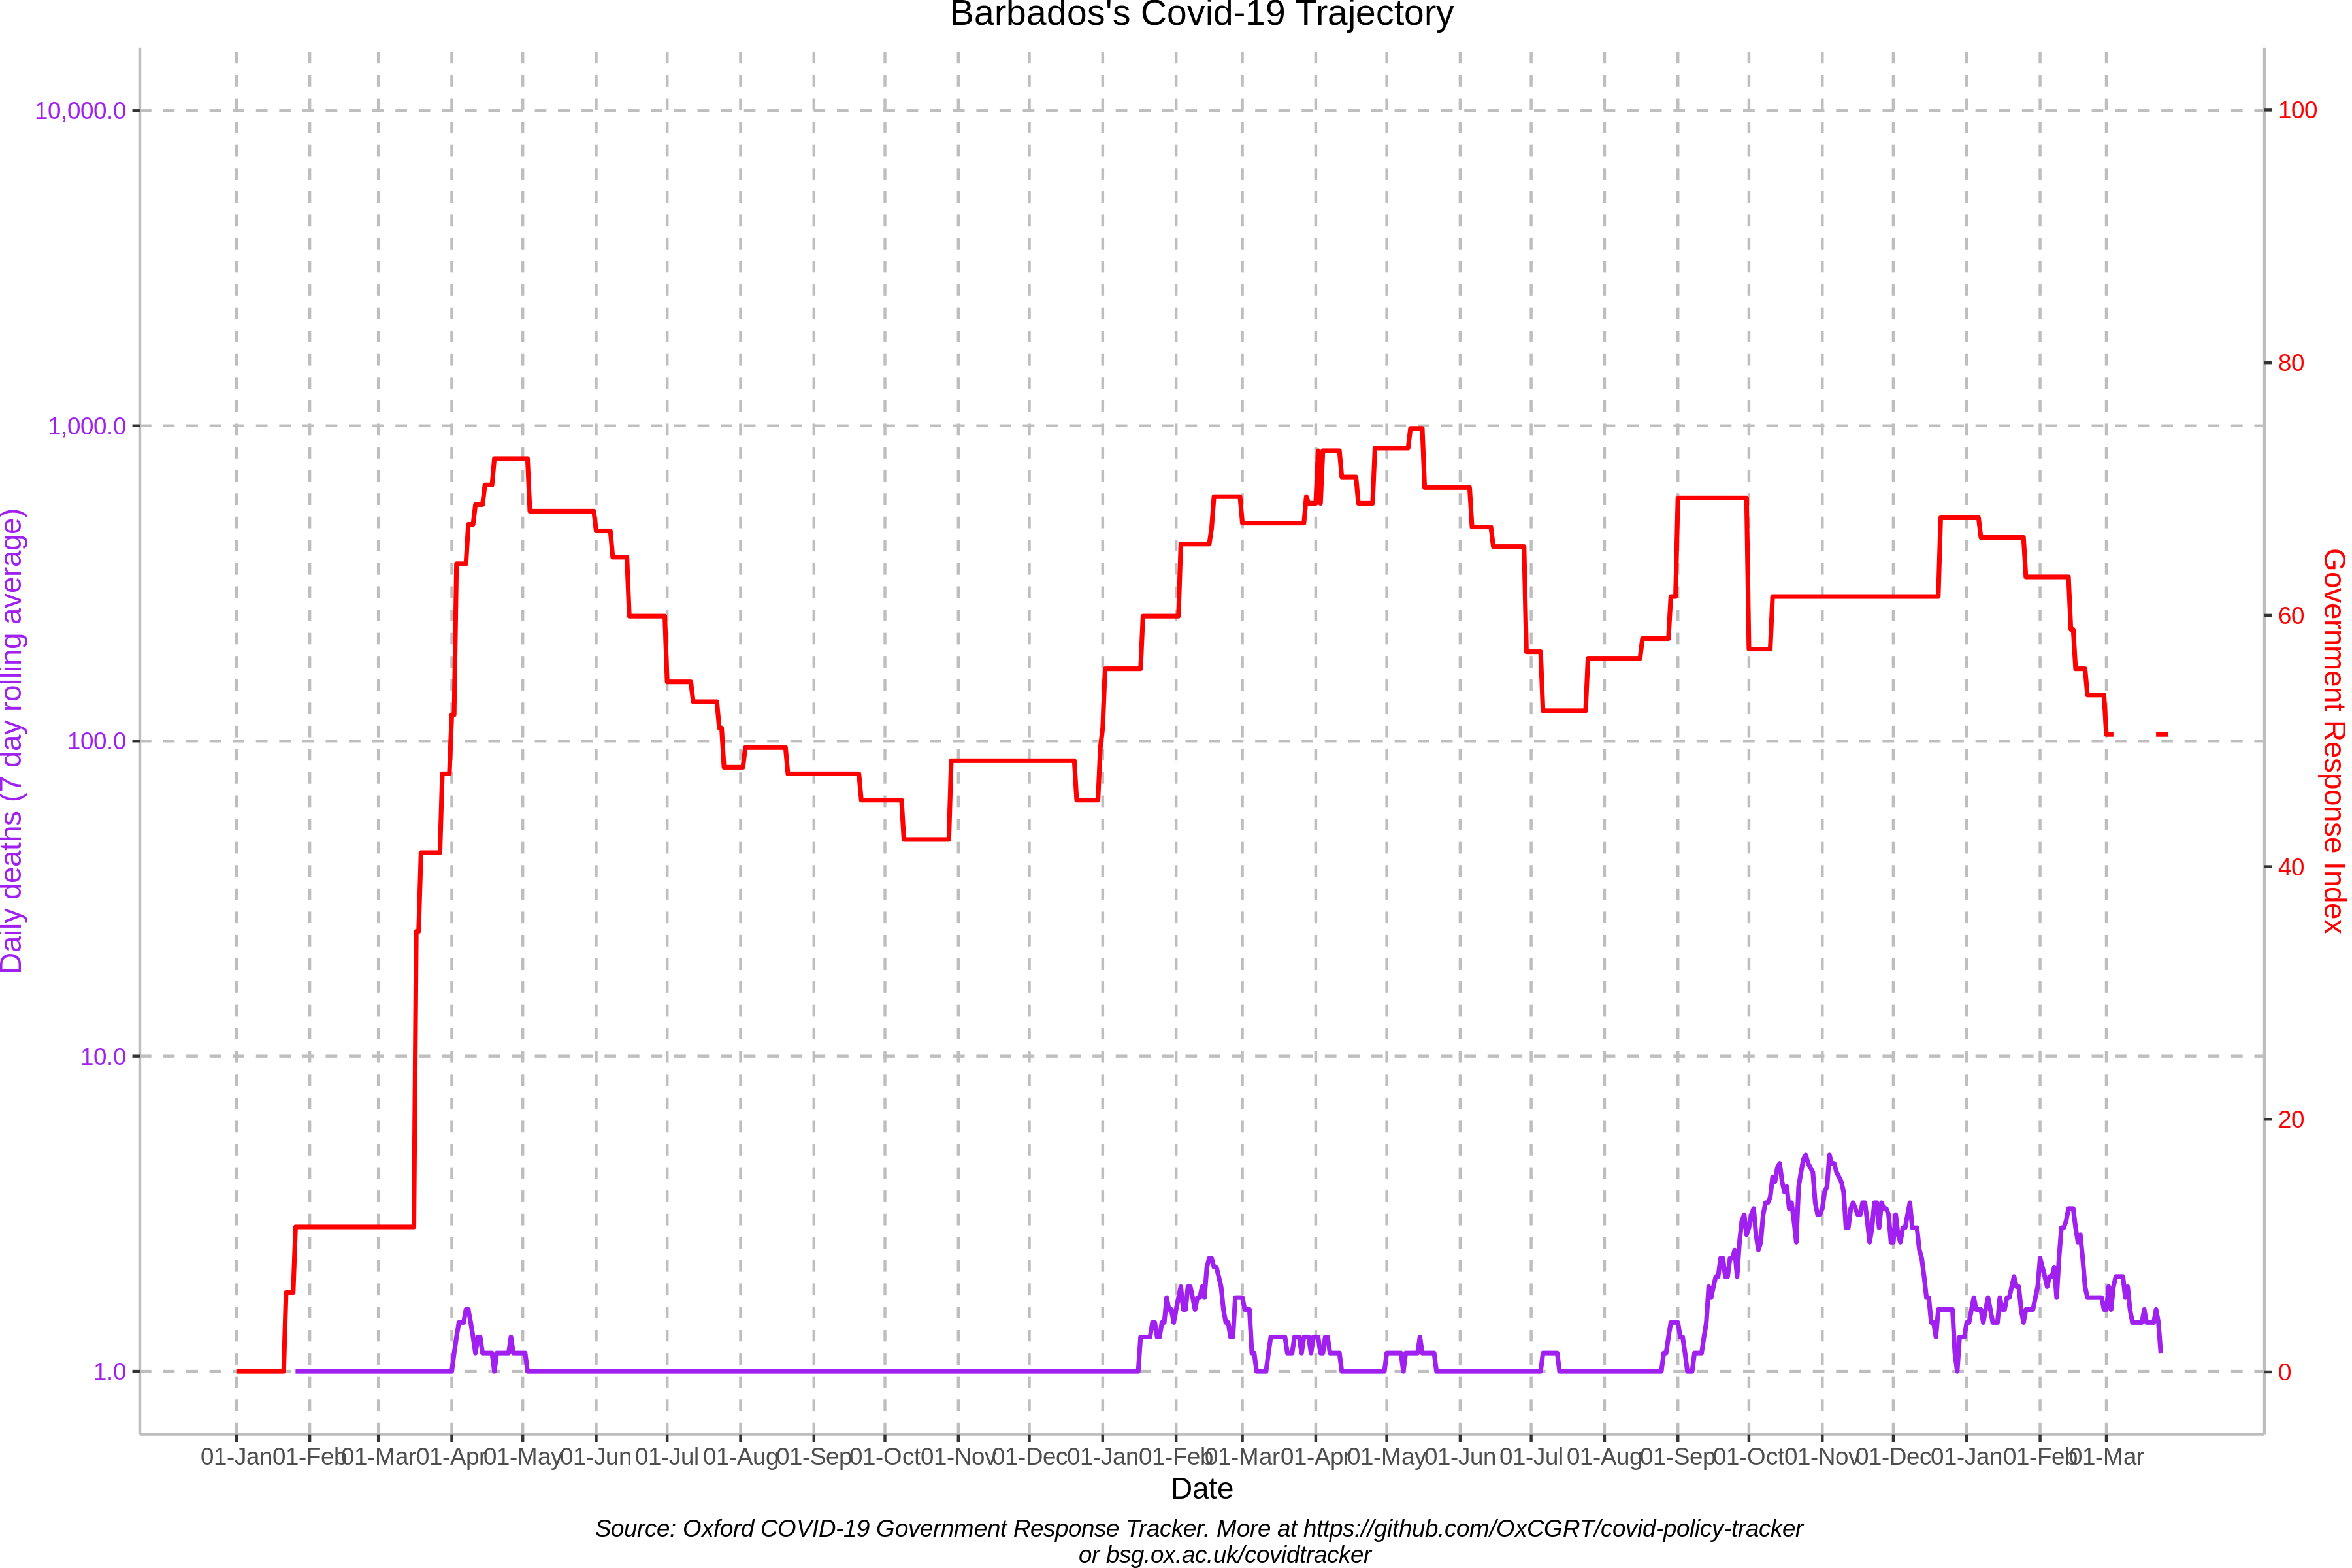 Barbados's Covid-19 Trajectory
10,000.0
1,000.0
100.0
10.0
1.0
Daily deaths (7 day rolling average)
100
80
60
40
20
0
Government Response Index
01-Jan 01-Feb 01-Mar 01-Apr 01-May 01-Jun 01-Jul 01-Aug 01-Sep 01-Oct 01-Nov 01-Dec 01-Jan 01-Feb 01-Mar 01-Apr 01-May 01-Jun 01-Jul 01-Aug 01-Sep 01-Oct 01-Nov 01-Dec 01-Jan 01-Feb 01-Mar
Date
Source: Oxford COVID-19 Government Response Tracker. More at https://github.com/OxCGRT/covid-policy-tracker
or bsg.ox.ac.uk/covidtracker